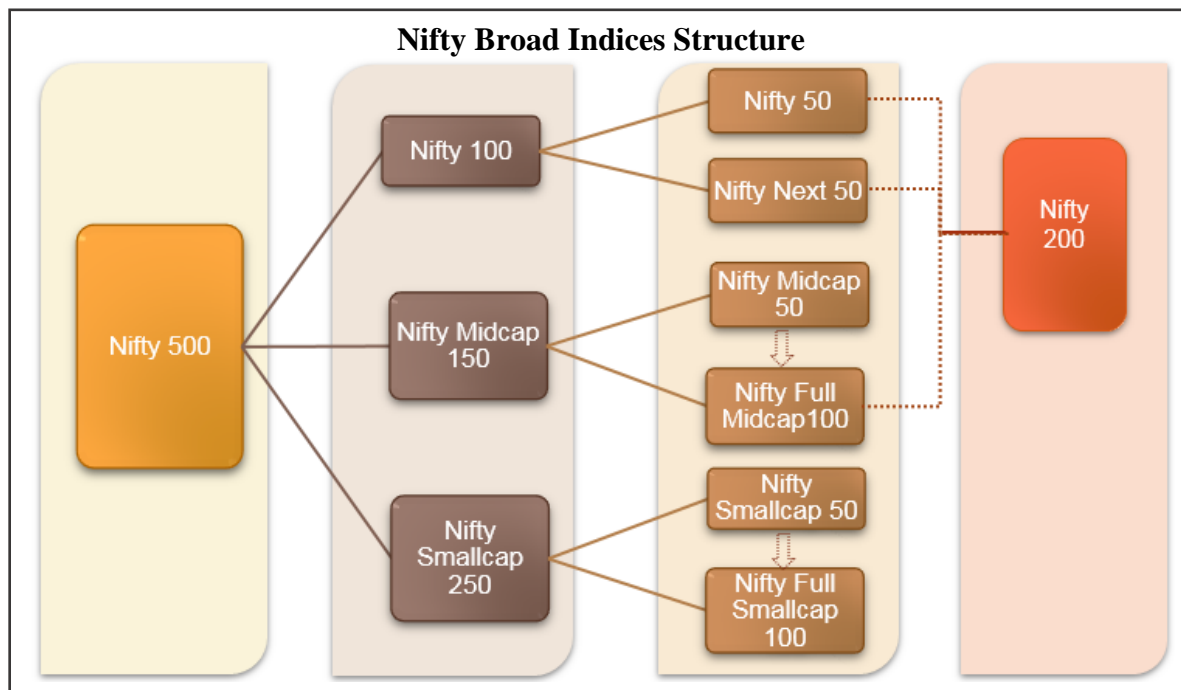 Nifty Broad Indices Structure
Nifty 500
Nifty 100
Nifty Midcap
150
Nifty
Smallcap
250
Nifty 50
Nifty Next 50
Nifty Midcap
50
Nifty Full
Midcap100
Nifty
Smallcap 50
Nifty Full
Smallcap
100
Nifty
200